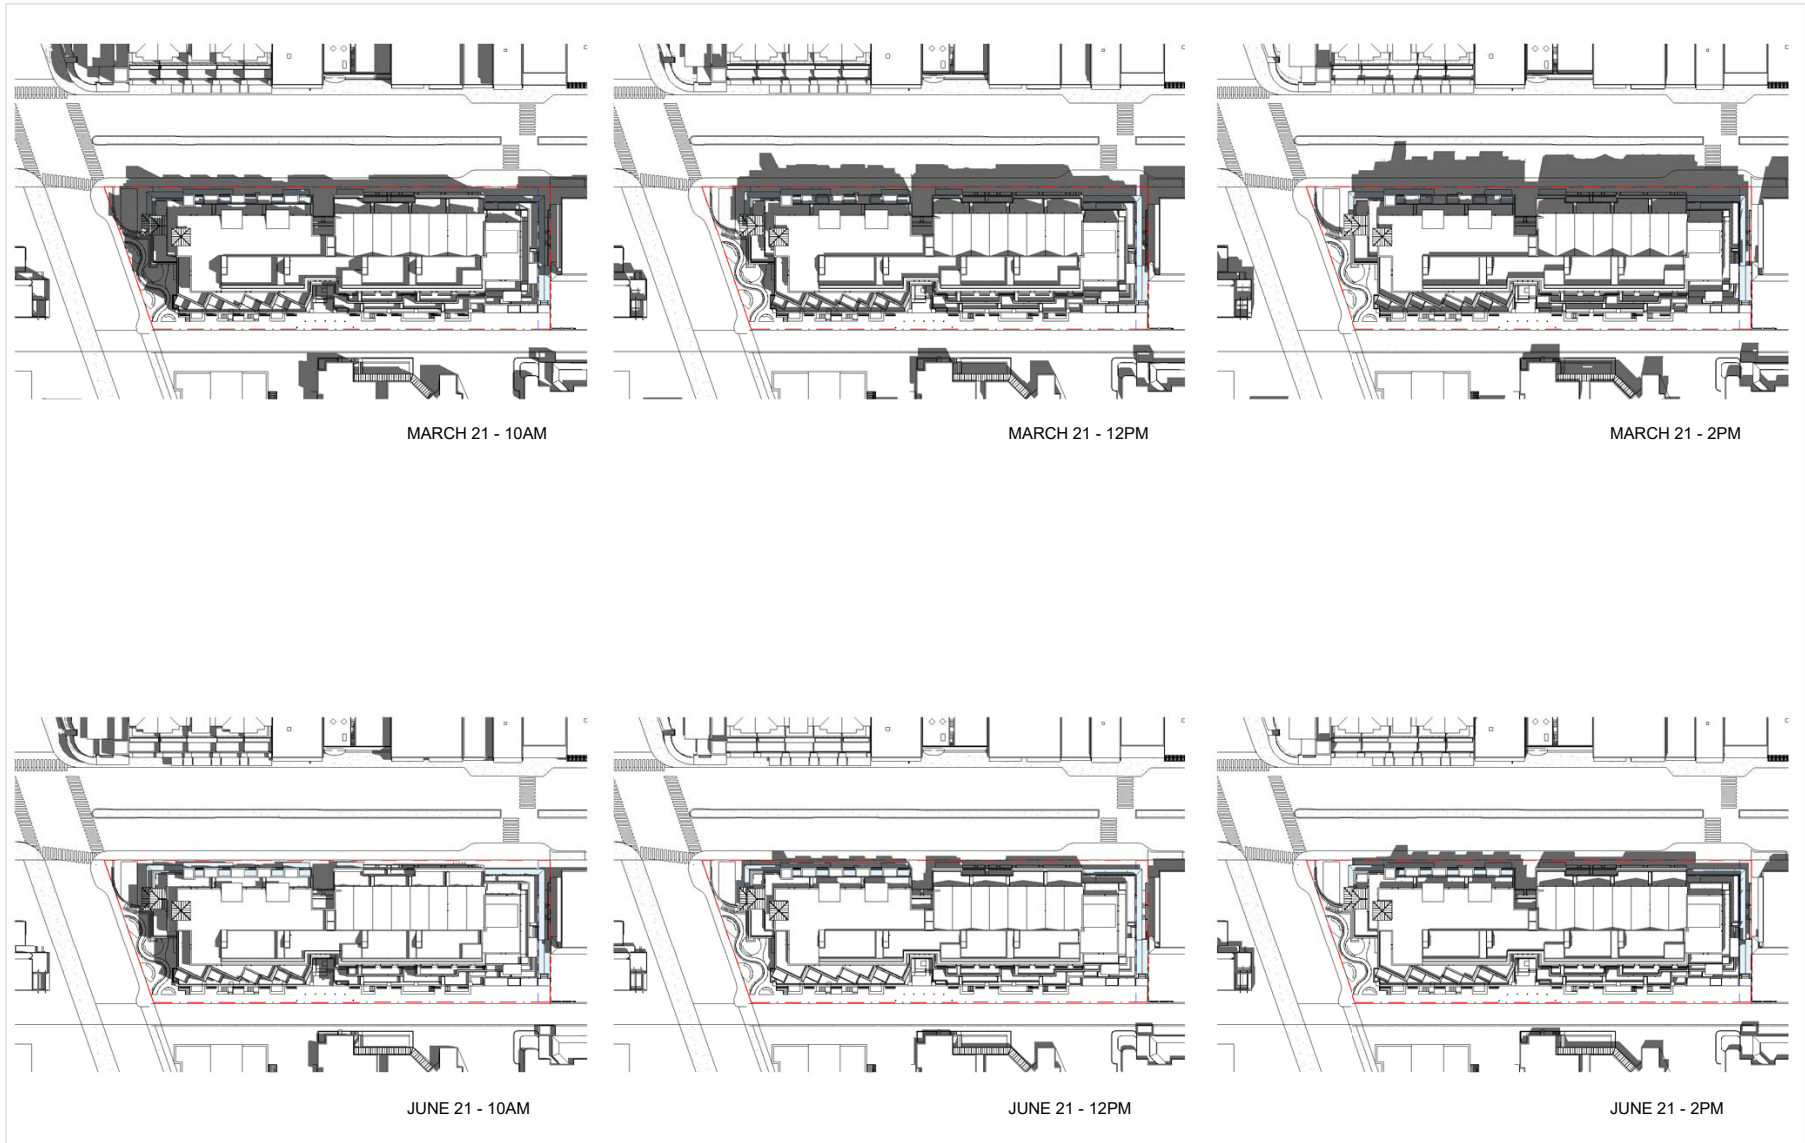 MARCH 21 - 10AM
MARCH 21 - 12PM
MARCH 21 - 2PM
JUNE 21 - 10AM
JUNE 21 - 12PM
JUNE 21 - 2PM